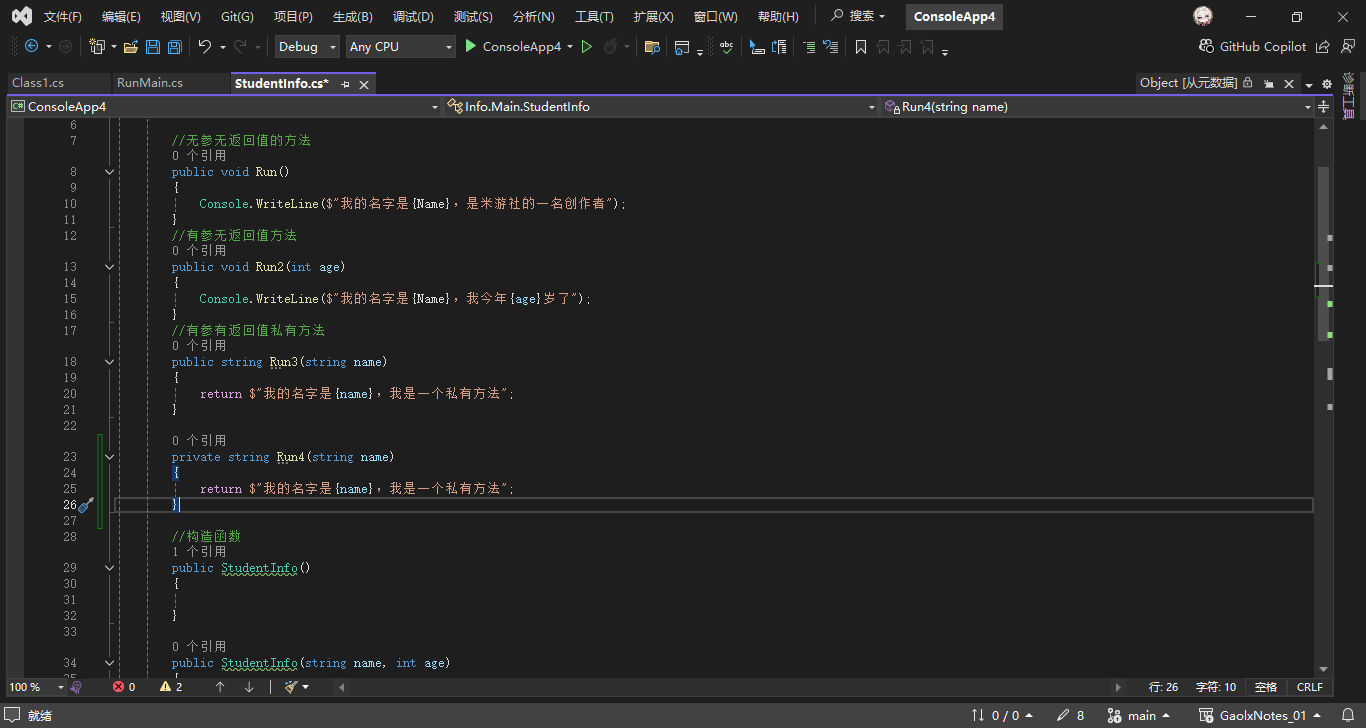 文件(F) 编辑(E) 视图(V) Git(G) 项目(P) 生成(B) 调试(D) 测试(S) 分析(N) 工具(T) 扩展(X) 窗口(W) 帮助(H) 搜索 ConsoleApp4
Debug Any CPU ConsoleApp4 abc GitHub Copilot
Class1.cs RunMain.cs StudentInfo.cs* Object [从元数据]
诊断工具
C# ConsoleApp4 Info.Main.StudentInfo Run4(string name)
6
7 //无参无返回值的方法
0 个引用
8 public void Run()
9 {
10 Console.WriteLine($"我的名字是{Name}，是米游社的一名创作者");
11 }
12 //有参无返回值方法
0 个引用
13 public void Run2(int age)
14 {
15 Console.WriteLine($"我的名字是{Name}，我今年{age}岁了");
16 }
17 //有参有返回值私有方法
0 个引用
18 public string Run3(string name)
19 {
20 return $"我的名字是{name}，我是一个私有方法";
21 }
22
0 个引用
23 private string Run4(string name)
24 {
25 return $"我的名字是{name}，我是一个私有方法";
26 }
27
28 //构造函数
1 个引用
29 public StudentInfo()
30 {
31
32 }
33
0 个引用
34 public StudentInfo(string name, int age)
35 {
100 % 0 2 行: 26 字符: 10 空格 CRLF
就绪 0 / 0 8 main GaolxNotes_01